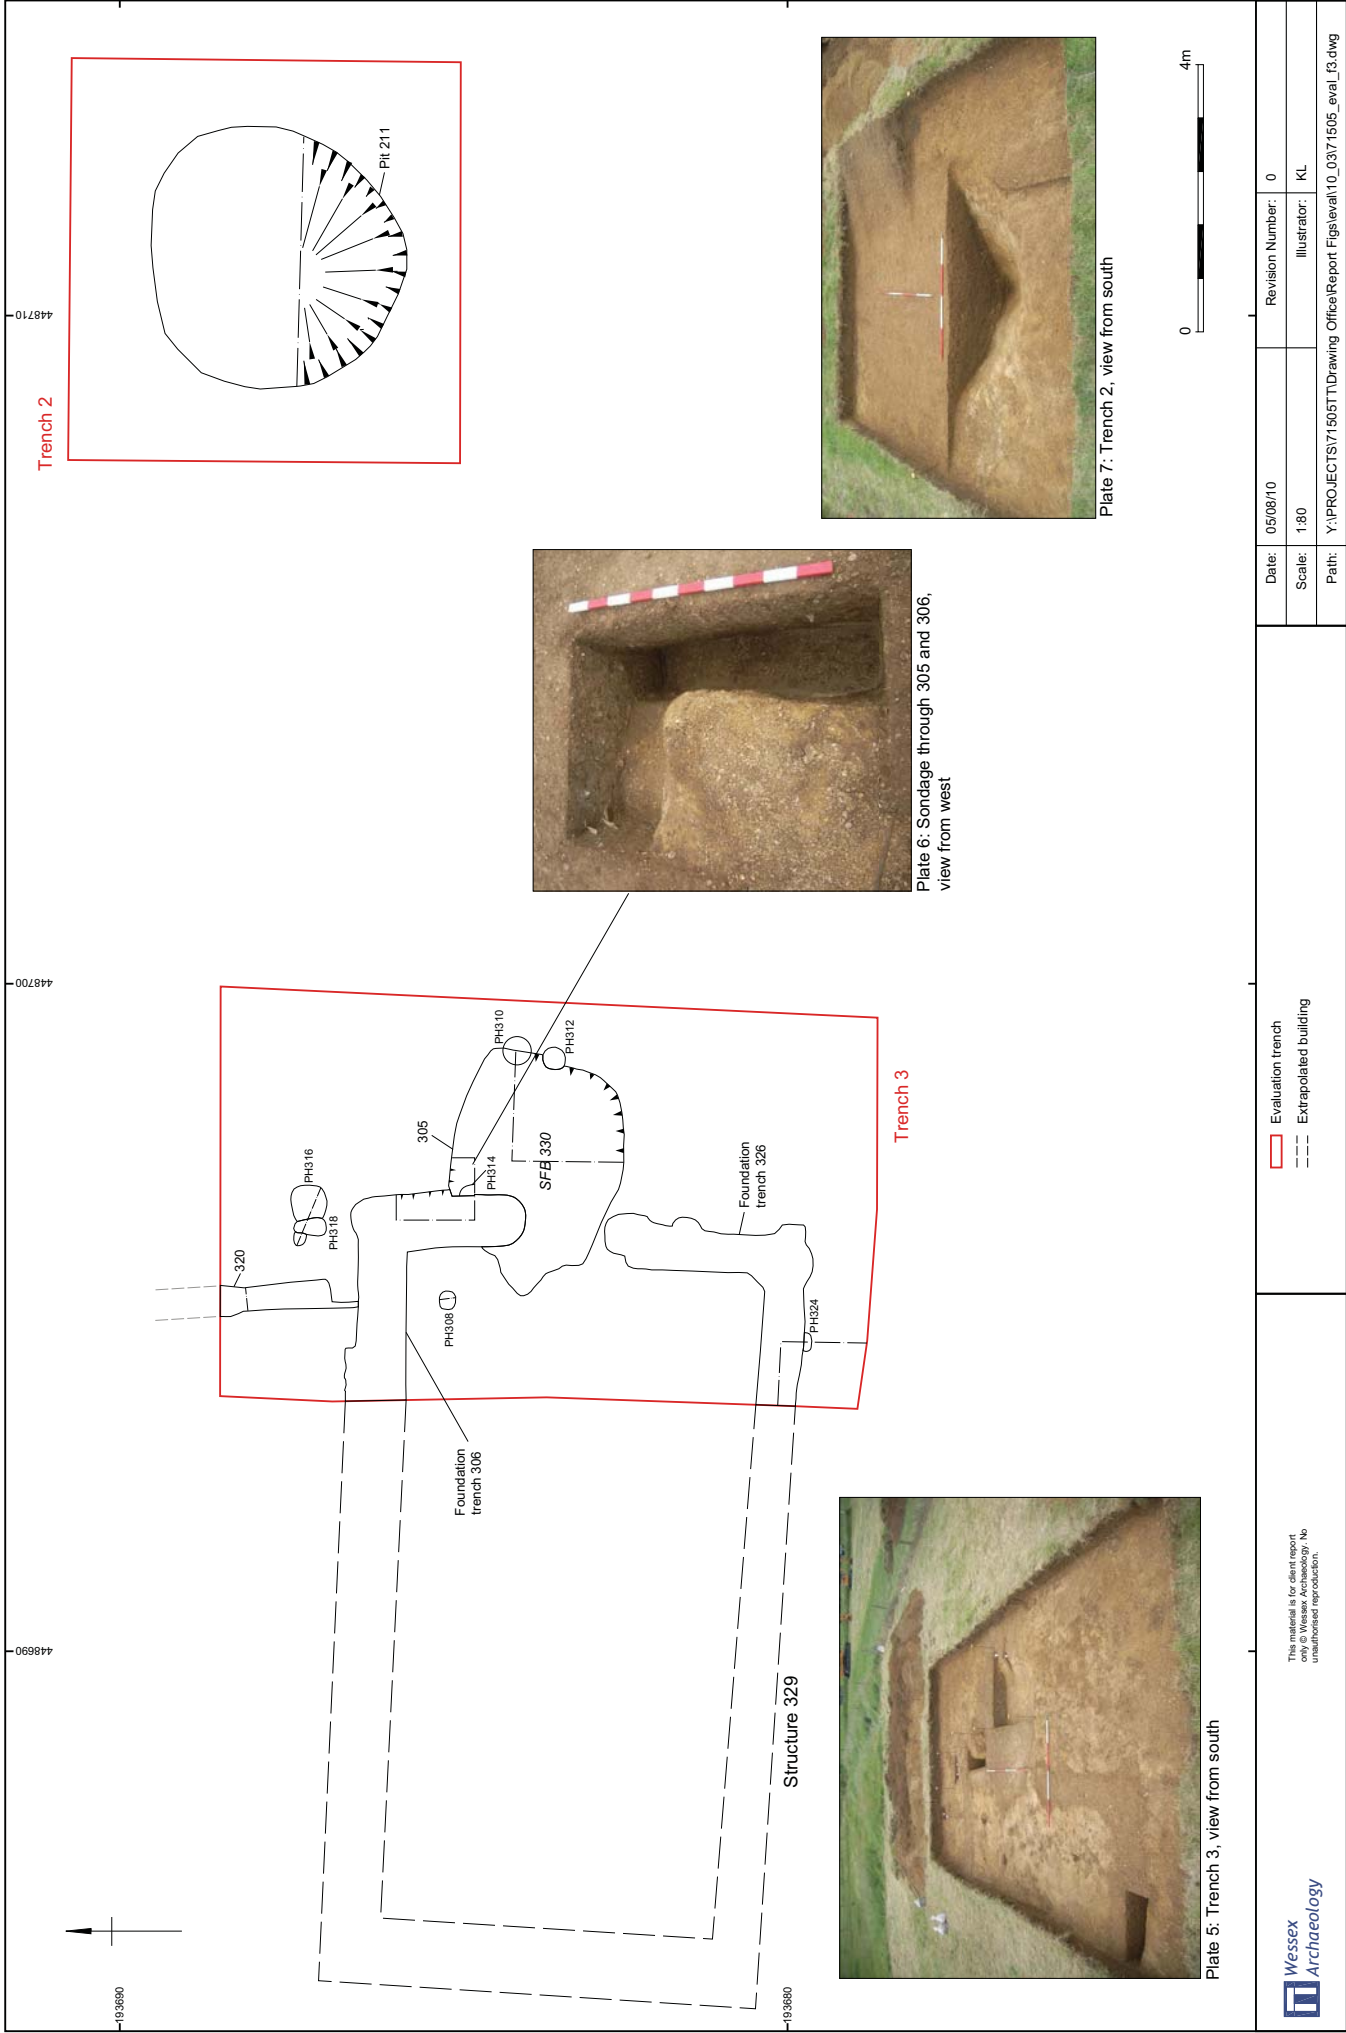 Trench 2
Pit 211
448710
448700
448690
193690
193680
PH316
PH318
320
305
PH310
PH312
PH314
SFB 330
PH308
Foundation
trench 306
Foundation
trench 326
PH324
Trench 3
Structure 329
Plate 5: Trench 3, view from south
Plate 6: Sondage through 305 and 306,
view from west
Plate 7: Trench 2, view from south
0
4m
Evaluation trench
Extrapolated building
Wessex
Archaeology
This material is for client report
only © Wessex Archaeology. No
unauthorised reproduction.
Date: 05/08/10
Revision Number: 0
Scale: 1:80
Illustrator: KL
Path: Y:\PROJECTS\71505TT\Drawing Office\Report Figs\eval\10_03\71505_eval_f3.dwg